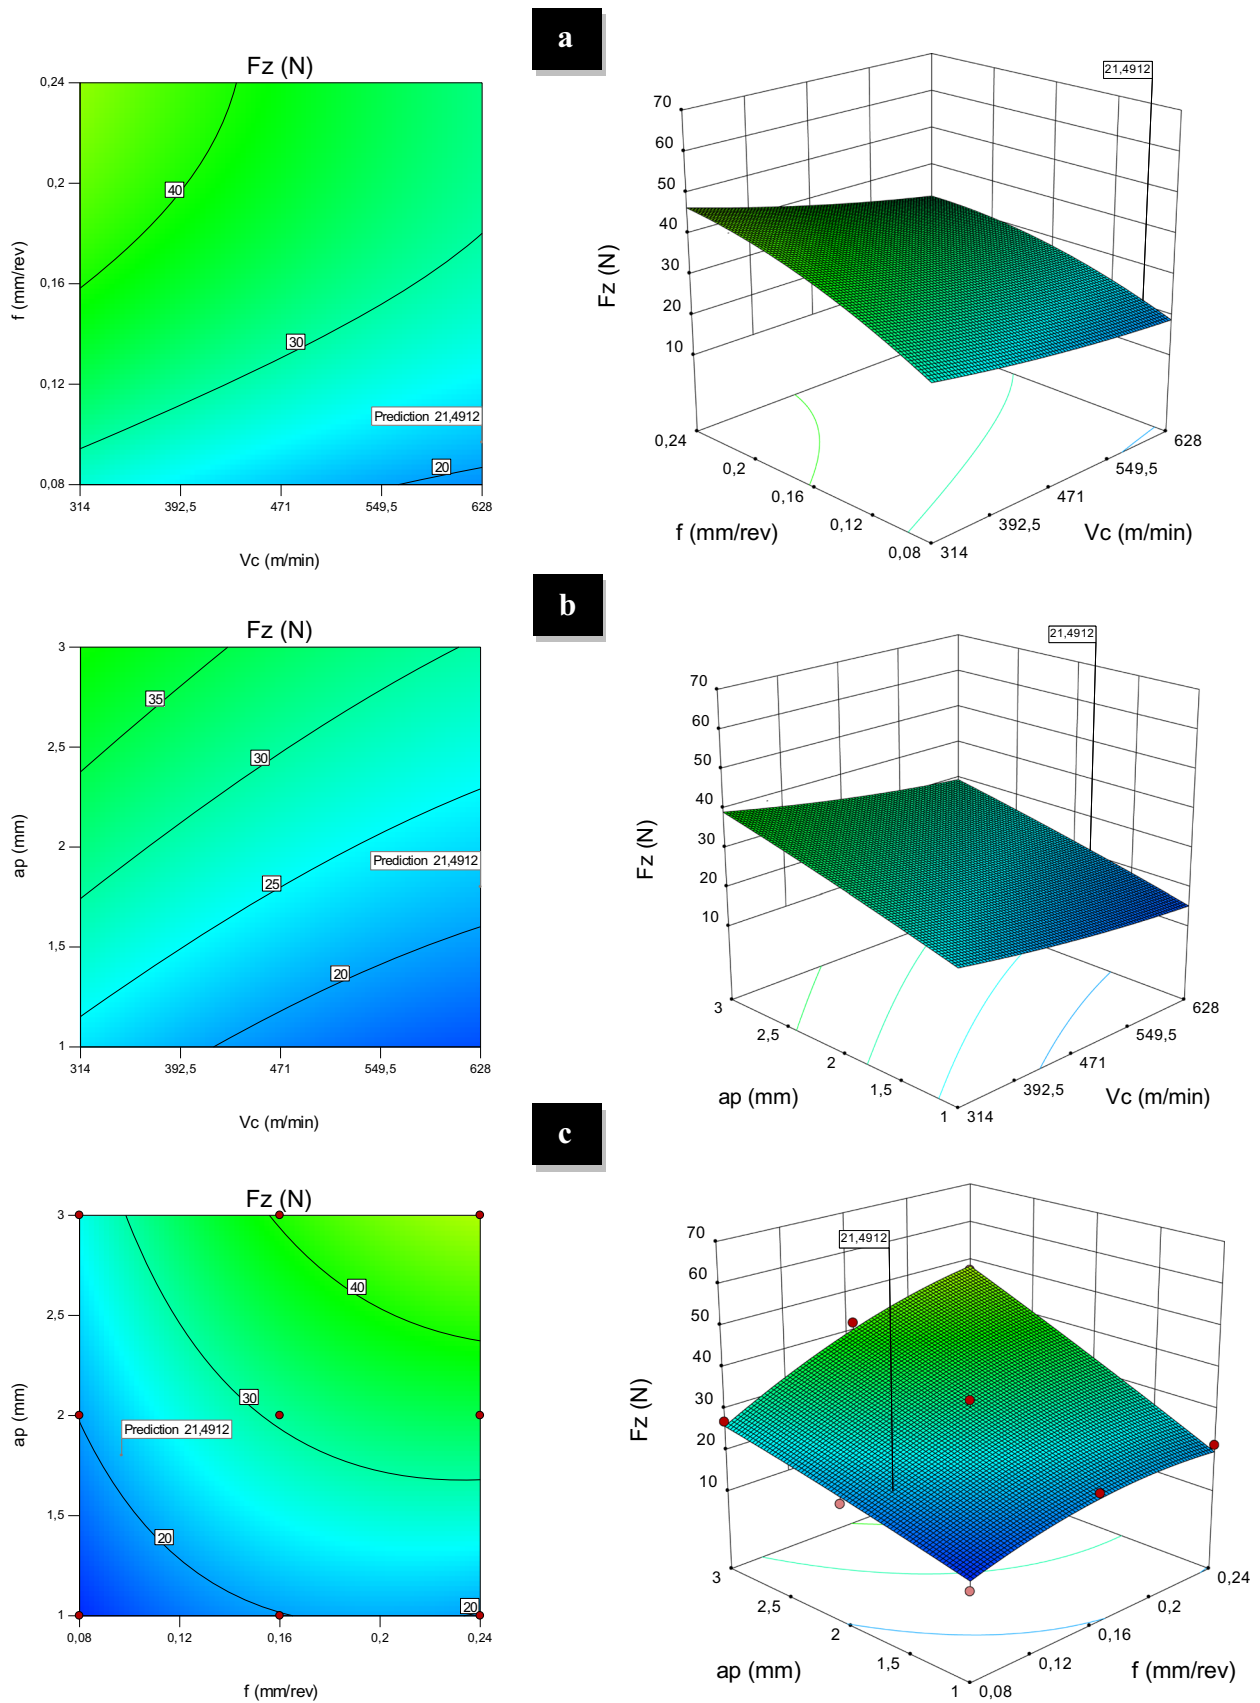 a
Fz (N)
0,24
0,2
0,16
0,12
0,08
f (mm/rev)
40
30
20
Prediction 21,4912
314 392,5 471 549,5 628
Vc (m/min)
21,4912
70
60
50
40
30
20
10
Fz (N)
0,24
0,2
0,16
0,12
0,08
f (mm/rev)
314
392,5
471
549,5
628
Vc (m/min)
b
Fz (N)
3
2,5
2
1,5
1
ap (mm)
35
30
25
20
Prediction 21,4912
314 392,5 471 549,5 628
Vc (m/min)
21,4912
70
60
50
40
30
20
10
Fz (N)
3
2,5
2
1,5
1
ap (mm)
314
392,5
471
549,5
628
Vc (m/min)
c
Fz (N)
3
2,5
2
1,5
1
ap (mm)
40
30
20
20
Prediction 21,4912
0,08 0,12 0,16 0,2 0,24
f (mm/rev)
21,4912
70
60
50
40
30
20
10
Fz (N)
3
2,5
2
1,5
1
ap (mm)
0,08
0,12
0,16
0,2
0,24
f (mm/rev)